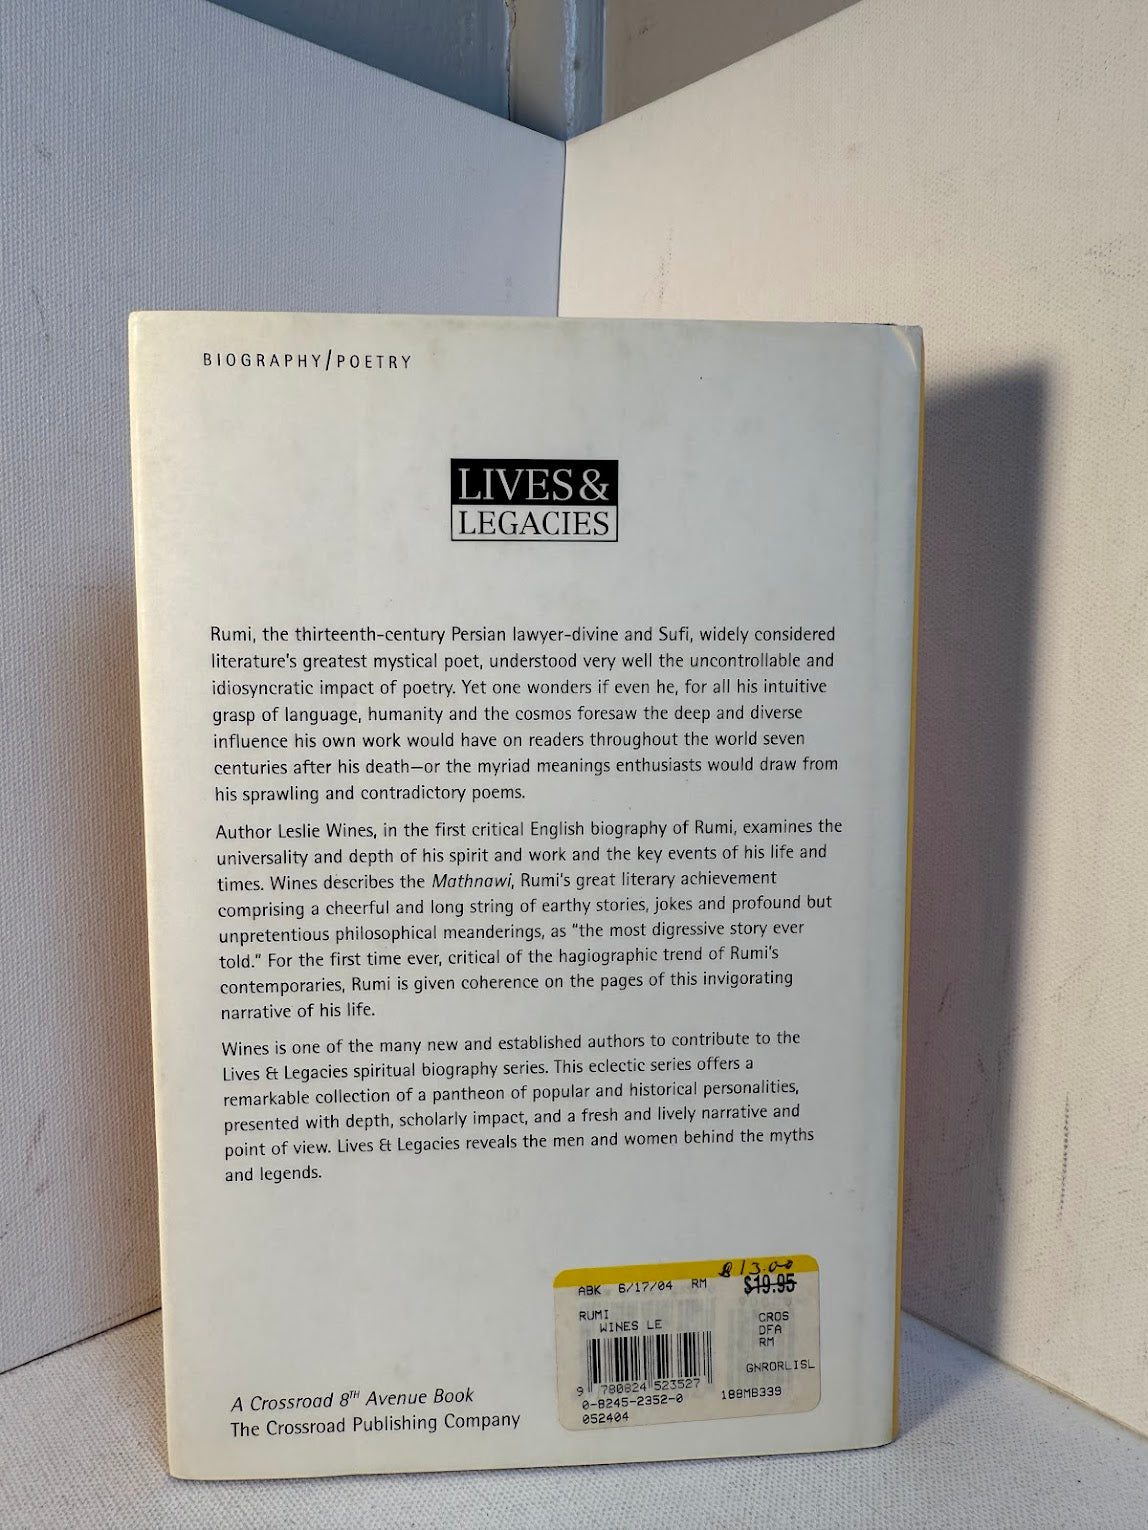 BIOGRAPHY/POETRY
LIVES &
LEGACIES
Rumi, the thirteenth-century Persian lawyer-divine and Sufi, widely considered
literature's greatest mystical poet, understood very well the uncontrollable and
idiosyncratic impact of poetry. Yet one wonders if even he, for all his intuitive
grasp of language, humanity and the cosmos foresaw the deep and diverse
influence his own work would have on readers throughout the world seven
centuries after his death—or the myriad meanings enthusiasts would draw from
his sprawling and contradictory poems.
Author Leslie Wines, in the first critical English biography of Rumi, examines the
universality and depth of his spirit and work and the key events of his life and
times. Wines describes the Mathnawi, Rumi's great literary achievement
comprising a cheerful and long string of earthy stories, jokes and profound but
unpretentious philosophical meanderings, as "the most digressive story ever
told." For the first time ever, critical of the hagiographic trend of Rumi's
contemporaries, Rumi is given coherence on the pages of this invigorating
narrative of his life.
Wines is one of the many new and established authors to contribute to the
Lives & Legacies spiritual biography series. This eclectic series offers a
remarkable collection of a pantheon of popular and historical personalities,
presented with depth, scholarly impact, and a fresh and lively narrative and
point of view. Lives & Legacies reveals the men and women behind the myths
and legends.
$13.00
ABK 6/17/04 RM $19.95
RUMI
WINES LE
CROS
DFA
RM
GNRORLISL
9 780824 523527
0-8245-2352-0
188MB339
052404
A Crossroad 8TH Avenue Book
The Crossroad Publishing Company